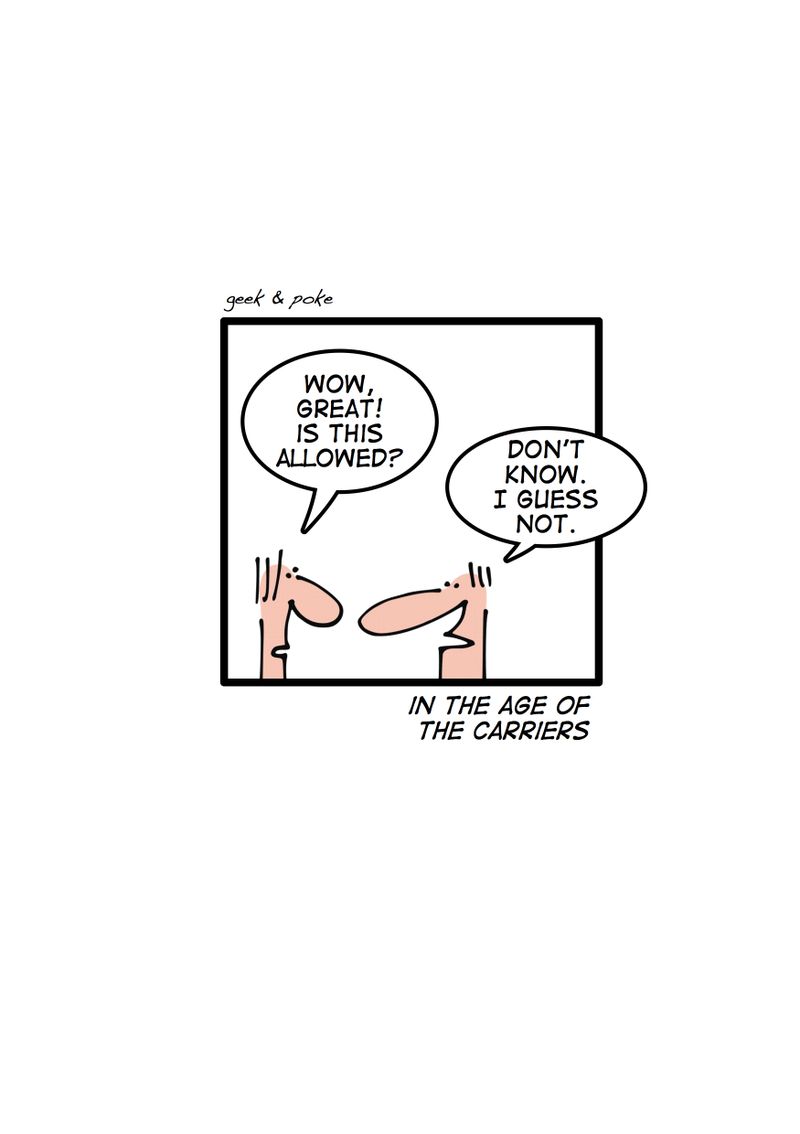 geek & poke
WOW,
GREAT!
IS THIS
ALLOWED?
DON'T
KNOW.
I GUESS
NOT.
IN THE AGE OF
THE CARRIERS